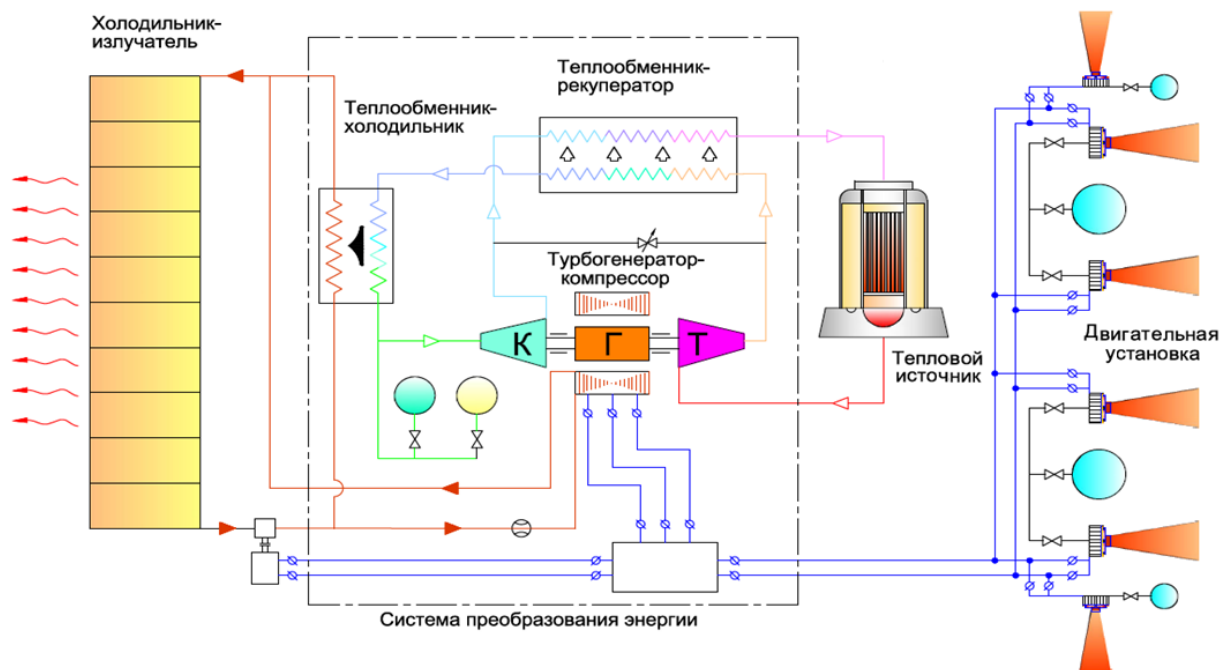 Холодильник-
излучатель
Теплообменник-
рекуператор
Теплообменник-
холодильник
Турбогенератор-
компрессор
К
Г
Т
Тепловой
источник
Двигательная
установка
Система преобразования энергии